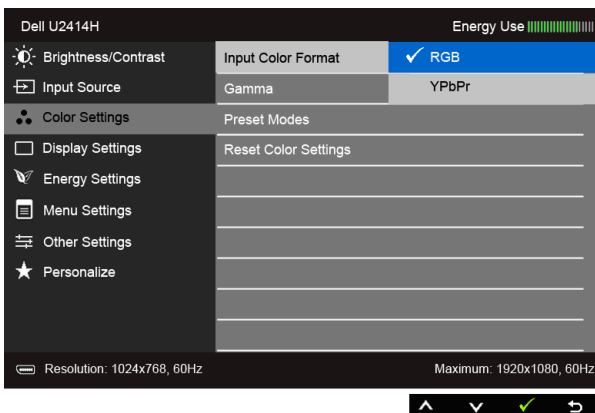 Dell U2414H
Energy Use
Brightness/Contrast
Input Source
Color Settings
Display Settings
Energy Settings
Menu Settings
Other Settings
Personalize
Input Color Format
Gamma
Preset Modes
Reset Color Settings
RGB
YPbPr
Resolution: 1024x768, 60Hz
Maximum: 1920x1080, 60Hz